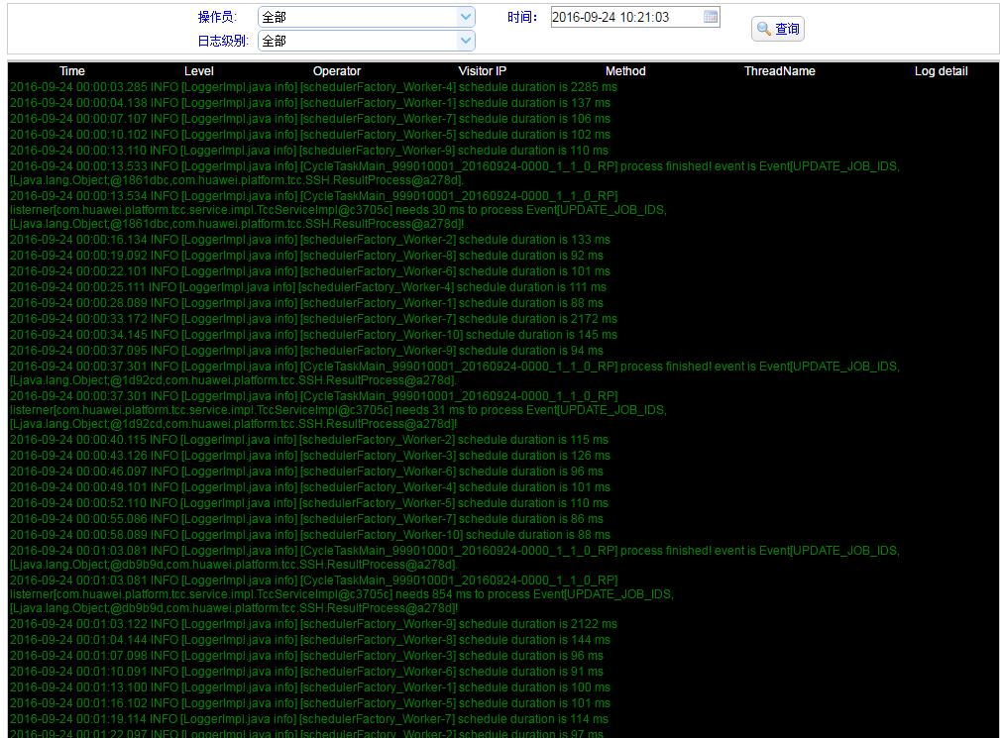 操作员: 全部 时间： 2016-09-24 10:21:03
查询
日志级别: 全部
Time Level Operator Visitor IP Method ThreadName Log detail
2016-09-24 00:00:03.285 INFO [LoggerImpl.java info] [schedulerFactory_Worker-4] schedule duration is 2285 ms
2016-09-24 00:00:04.138 INFO [LoggerImpl.java info] [schedulerFactory_Worker-1] schedule duration is 137 ms
2016-09-24 00:00:07.107 INFO [LoggerImpl.java info] [schedulerFactory_Worker-7] schedule duration is 106 ms
2016-09-24 00:00:10.102 INFO [LoggerImpl.java info] [schedulerFactory_Worker-5] schedule duration is 102 ms
2016-09-24 00:00:13.110 INFO [LoggerImpl.java info] [schedulerFactory_Worker-9] schedule duration is 110 ms
2016-09-24 00:00:13.533 INFO [LoggerImpl.java info] [CycleTaskMain_999010001_20160924-0000_1_1_0_RP] process finished! event is Event[UPDATE_JOB_IDS,
[Ljava.lang.Object;@1861dbc,com.huawei.platform.tcc.SSH.ResultProcess@a278d].
2016-09-24 00:00:13.534 INFO [LoggerImpl.java info] [CycleTaskMain_999010001_20160924-0000_1_1_0_RP]
listerner[com.huawei.platform.tcc.service.impl.TccServiceImpl@c3705c] needs 30 ms to process Event[UPDATE_JOB_IDS,
[Ljava.lang.Object;@1861dbc,com.huawei.platform.tcc.SSH.ResultProcess@a278d]!
2016-09-24 00:00:16.134 INFO [LoggerImpl.java info] [schedulerFactory_Worker-2] schedule duration is 133 ms
2016-09-24 00:00:19.092 INFO [LoggerImpl.java info] [schedulerFactory_Worker-8] schedule duration is 92 ms
2016-09-24 00:00:22.101 INFO [LoggerImpl.java info] [schedulerFactory_Worker-6] schedule duration is 101 ms
2016-09-24 00:00:25.111 INFO [LoggerImpl.java info] [schedulerFactory_Worker-4] schedule duration is 111 ms
2016-09-24 00:00:28.089 INFO [LoggerImpl.java info] [schedulerFactory_Worker-1] schedule duration is 88 ms
2016-09-24 00:00:33.172 INFO [LoggerImpl.java info] [schedulerFactory_Worker-7] schedule duration is 2172 ms
2016-09-24 00:00:34.145 INFO [LoggerImpl.java info] [schedulerFactory_Worker-10] schedule duration is 145 ms
2016-09-24 00:00:37.095 INFO [LoggerImpl.java info] [schedulerFactory_Worker-9] schedule duration is 94 ms
2016-09-24 00:00:37.301 INFO [LoggerImpl.java info] [CycleTaskMain_999010001_20160924-0000_1_1_0_RP] process finished! event is Event[UPDATE_JOB_IDS,
[Ljava.lang.Object;@1d92cd,com.huawei.platform.tcc.SSH.ResultProcess@a278d].
2016-09-24 00:00:37.301 INFO [LoggerImpl.java info] [CycleTaskMain_999010001_20160924-0000_1_1_0_RP]
listerner[com.huawei.platform.tcc.service.impl.TccServiceImpl@c3705c] needs 31 ms to process Event[UPDATE_JOB_IDS,
[Ljava.lang.Object;@1d92cd,com.huawei.platform.tcc.SSH.ResultProcess@a278d]!
2016-09-24 00:00:40.115 INFO [LoggerImpl.java info] [schedulerFactory_Worker-2] schedule duration is 115 ms
2016-09-24 00:00:43.126 INFO [LoggerImpl.java info] [schedulerFactory_Worker-3] schedule duration is 126 ms
2016-09-24 00:00:46.097 INFO [LoggerImpl.java info] [schedulerFactory_Worker-6] schedule duration is 96 ms
2016-09-24 00:00:49.101 INFO [LoggerImpl.java info] [schedulerFactory_Worker-4] schedule duration is 101 ms
2016-09-24 00:00:52.110 INFO [LoggerImpl.java info] [schedulerFactory_Worker-5] schedule duration is 110 ms
2016-09-24 00:00:55.086 INFO [LoggerImpl.java info] [schedulerFactory_Worker-7] schedule duration is 86 ms
2016-09-24 00:00:58.089 INFO [LoggerImpl.java info] [schedulerFactory_Worker-10] schedule duration is 88 ms
2016-09-24 00:01:03.081 INFO [LoggerImpl.java info] [CycleTaskMain_999010001_20160924-0000_1_1_0_RP] process finished! event is Event[UPDATE_JOB_IDS,
[Ljava.lang.Object;@db9b9d,com.huawei.platform.tcc.SSH.ResultProcess@a278d].
2016-09-24 00:01:03.081 INFO [LoggerImpl.java info] [CycleTaskMain_999010001_20160924-0000_1_1_0_RP]
listerner[com.huawei.platform.tcc.service.impl.TccServiceImpl@c3705c] needs 854 ms to process Event[UPDATE_JOB_IDS,
[Ljava.lang.Object;@db9b9d,com.huawei.platform.tcc.SSH.ResultProcess@a278d]!
2016-09-24 00:01:03.122 INFO [LoggerImpl.java info] [schedulerFactory_Worker-9] schedule duration is 2122 ms
2016-09-24 00:01:04.144 INFO [LoggerImpl.java info] [schedulerFactory_Worker-8] schedule duration is 144 ms
2016-09-24 00:01:07.098 INFO [LoggerImpl.java info] [schedulerFactory_Worker-3] schedule duration is 96 ms
2016-09-24 00:01:10.091 INFO [LoggerImpl.java info] [schedulerFactory_Worker-6] schedule duration is 91 ms
2016-09-24 00:01:13.100 INFO [LoggerImpl.java info] [schedulerFactory_Worker-1] schedule duration is 100 ms
2016-09-24 00:01:16.102 INFO [LoggerImpl.java info] [schedulerFactory_Worker-5] schedule duration is 101 ms
2016-09-24 00:01:19.114 INFO [LoggerImpl.java info] [schedulerFactory_Worker-7] schedule duration is 114 ms
2016-09-24 00:01:22.097 INFO [LoggerImpl.java info] [schedulerFactory_Worker-2] schedule duration is 97 ms